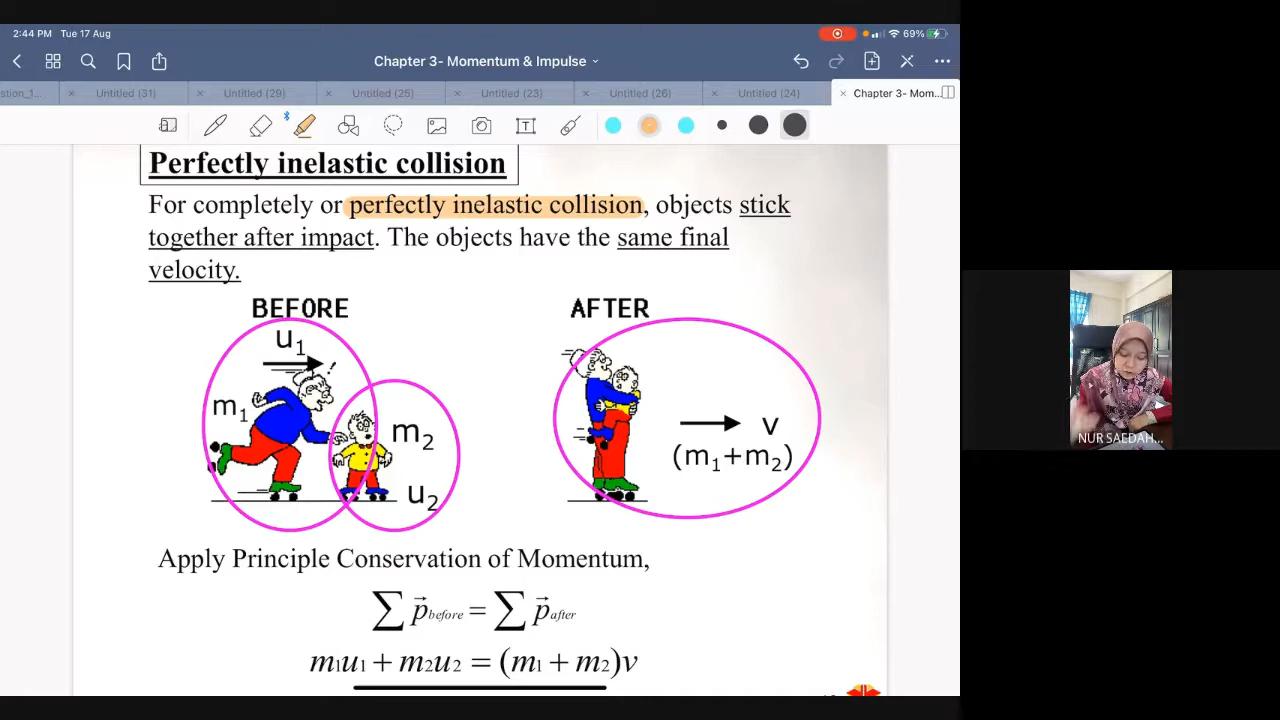 2:44 PM Tue 17 Aug
69%
Chapter 3- Momentum & Impulse
stion_1...
Untitled (31)
Untitled (29)
Untitled (25)
Untitled (23)
Untitled (26)
Untitled (24)
Chapter 3- Mom...
Perfectly inelastic collision
For completely or perfectly inelastic collision, objects stick
together after impact. The objects have the same final
velocity.
BEFORE
AFTER
u₁
!
m₁
m₂
u₂
v
(m₁+m₂)
NUR SAEDAH...
Apply Principle Conservation of Momentum,
∑ p⃗ before = ∑ p⃗ after
m₁u₁ + m₂u₂ = (m₁ + m₂)v